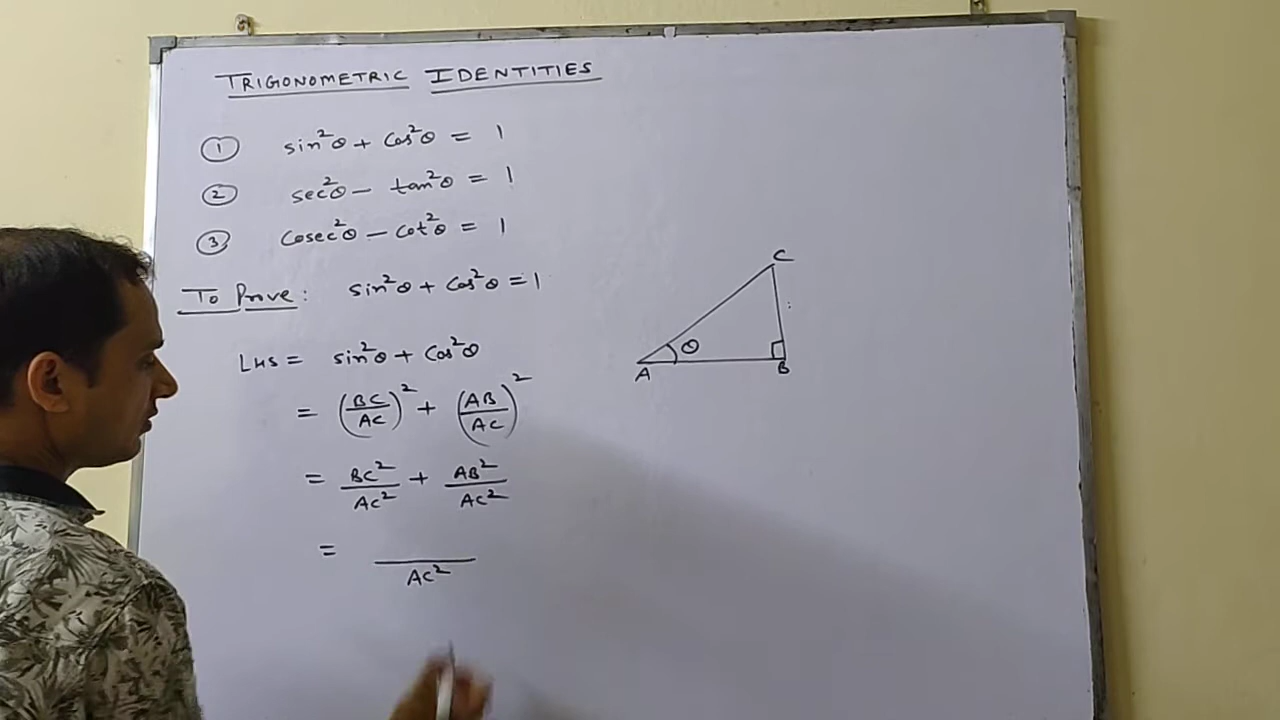 TRIGONOMETRIC IDENTITIES
① sin²θ + cos²θ = 1
② sec²θ − tan²θ = 1
③ cosec²θ − cot²θ = 1
To Prove: sin²θ + cos²θ = 1
LHS = sin²θ + cos²θ
= (BC/AC)² + (AB/AC)²
= BC²/AC² + AB²/AC²
= /AC²
C
θ
A B